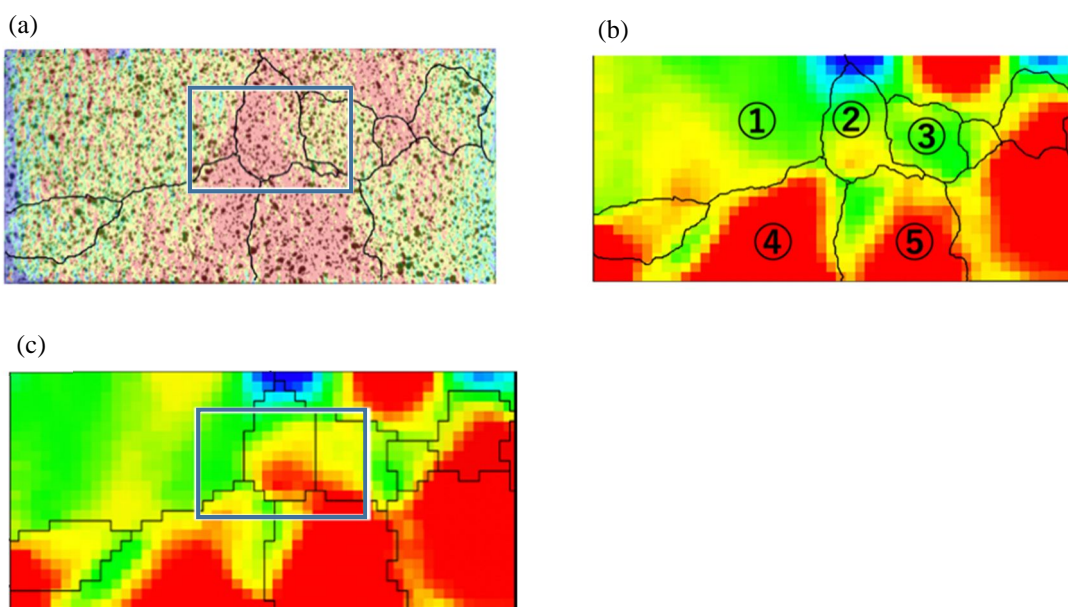 (a)
(b)
① ② ③
④ ⑤
(c)